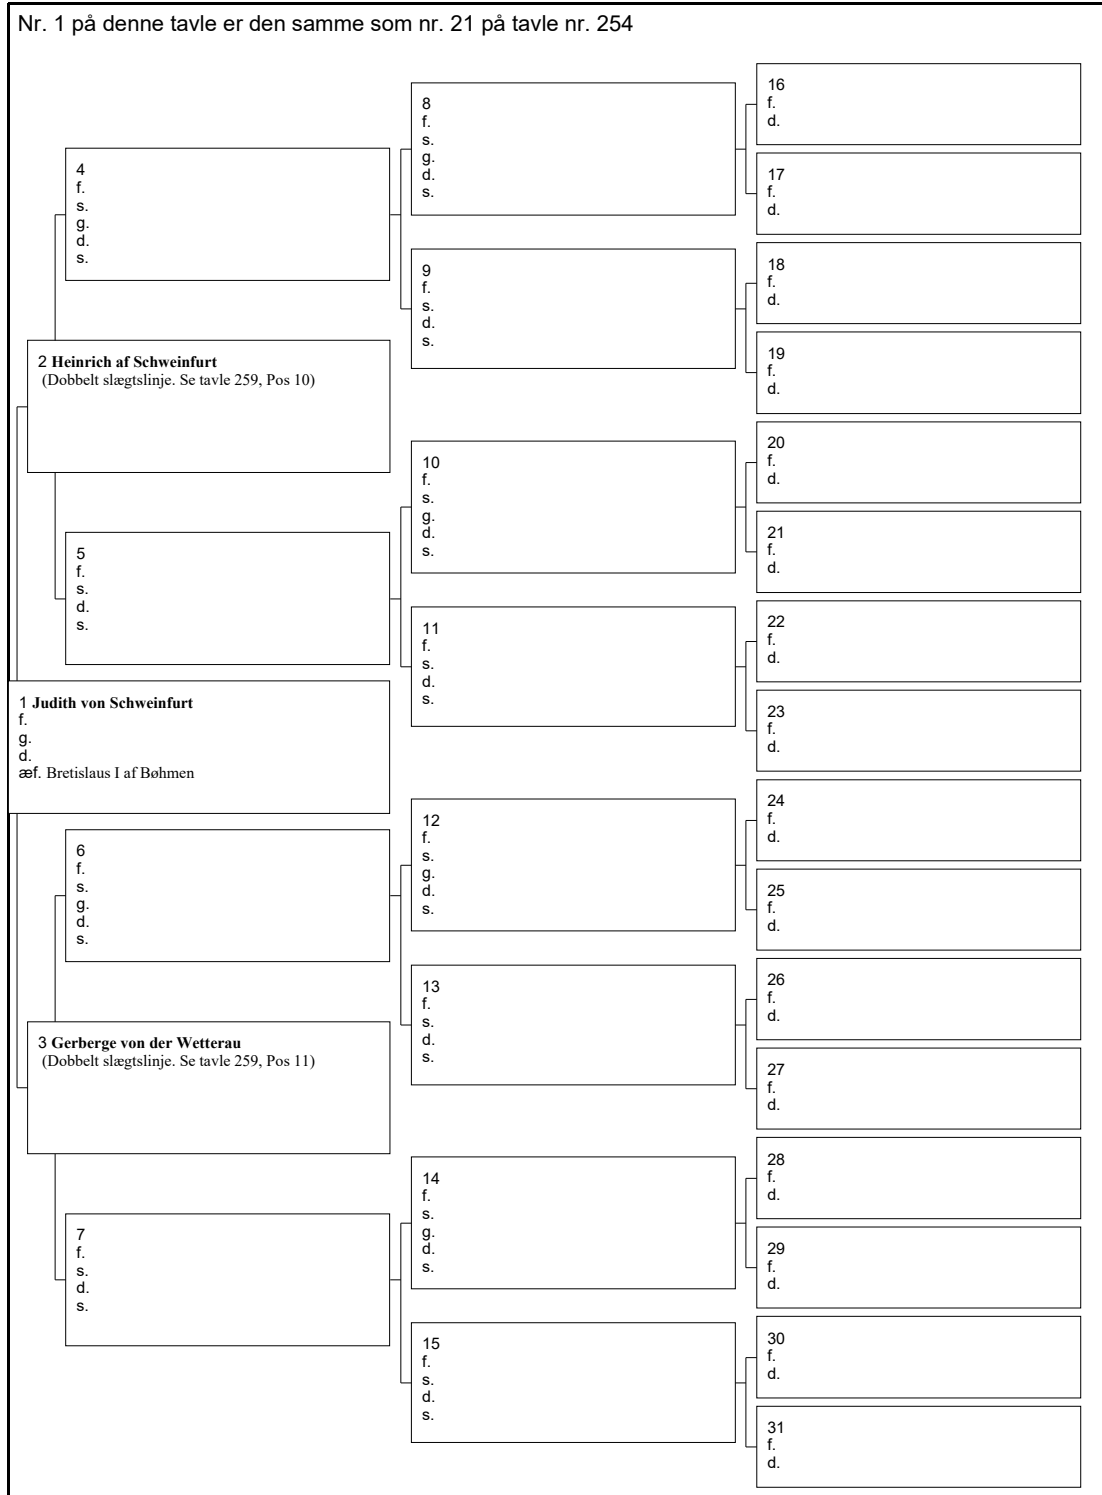 Nr. 1 på denne tavle er den samme som nr. 21 på tavle nr. 254
1 Judith von Schweinfurt
f.
g.
d.
æf. Bretislaus I af Bøhmen
2 Heinrich af Schweinfurt
(Dobbelt slægtslinje. Se tavle 259, Pos 10)
3 Gerberge von der Wetterau
(Dobbelt slægtslinje. Se tavle 259, Pos 11)
4
f.
s.
g.
d.
s.
5
f.
s.
d.
s.
6
f.
s.
g.
d.
s.
7
f.
s.
d.
s.
8
f.
s.
g.
d.
s.
9
f.
s.
d.
s.
10
f.
s.
g.
d.
s.
11
f.
s.
d.
s.
12
f.
s.
g.
d.
s.
13
f.
s.
d.
s.
14
f.
s.
g.
d.
s.
15
f.
s.
d.
s.
16
f.
d.
17
f.
d.
18
f.
d.
19
f.
d.
20
f.
d.
21
f.
d.
22
f.
d.
23
f.
d.
24
f.
d.
25
f.
d.
26
f.
d.
27
f.
d.
28
f.
d.
29
f.
d.
30
f.
d.
31
f.
d.